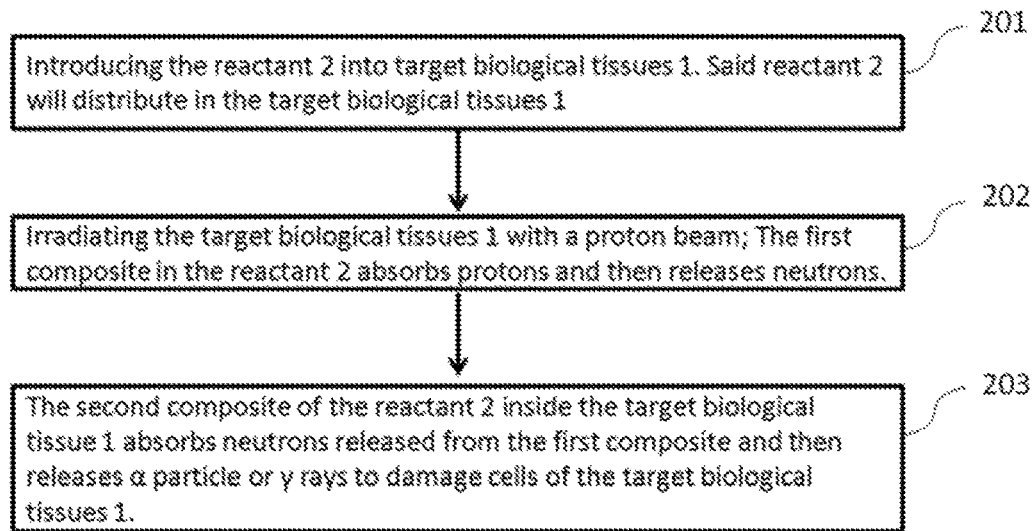 201
Introducing the reactant 2 into target biological tissues 1. Said reactant 2
will distribute in the target biological tissues 1
202
Irradiating the target biological tissues 1 with a proton beam; The first
composite in the reactant 2 absorbs protons and then releases neutrons.
203
The second composite of the reactant 2 inside the target biological
tissue 1 absorbs neutrons released from the first composite and then
releases α particle or γ rays to damage cells of the target biological
tissues 1.